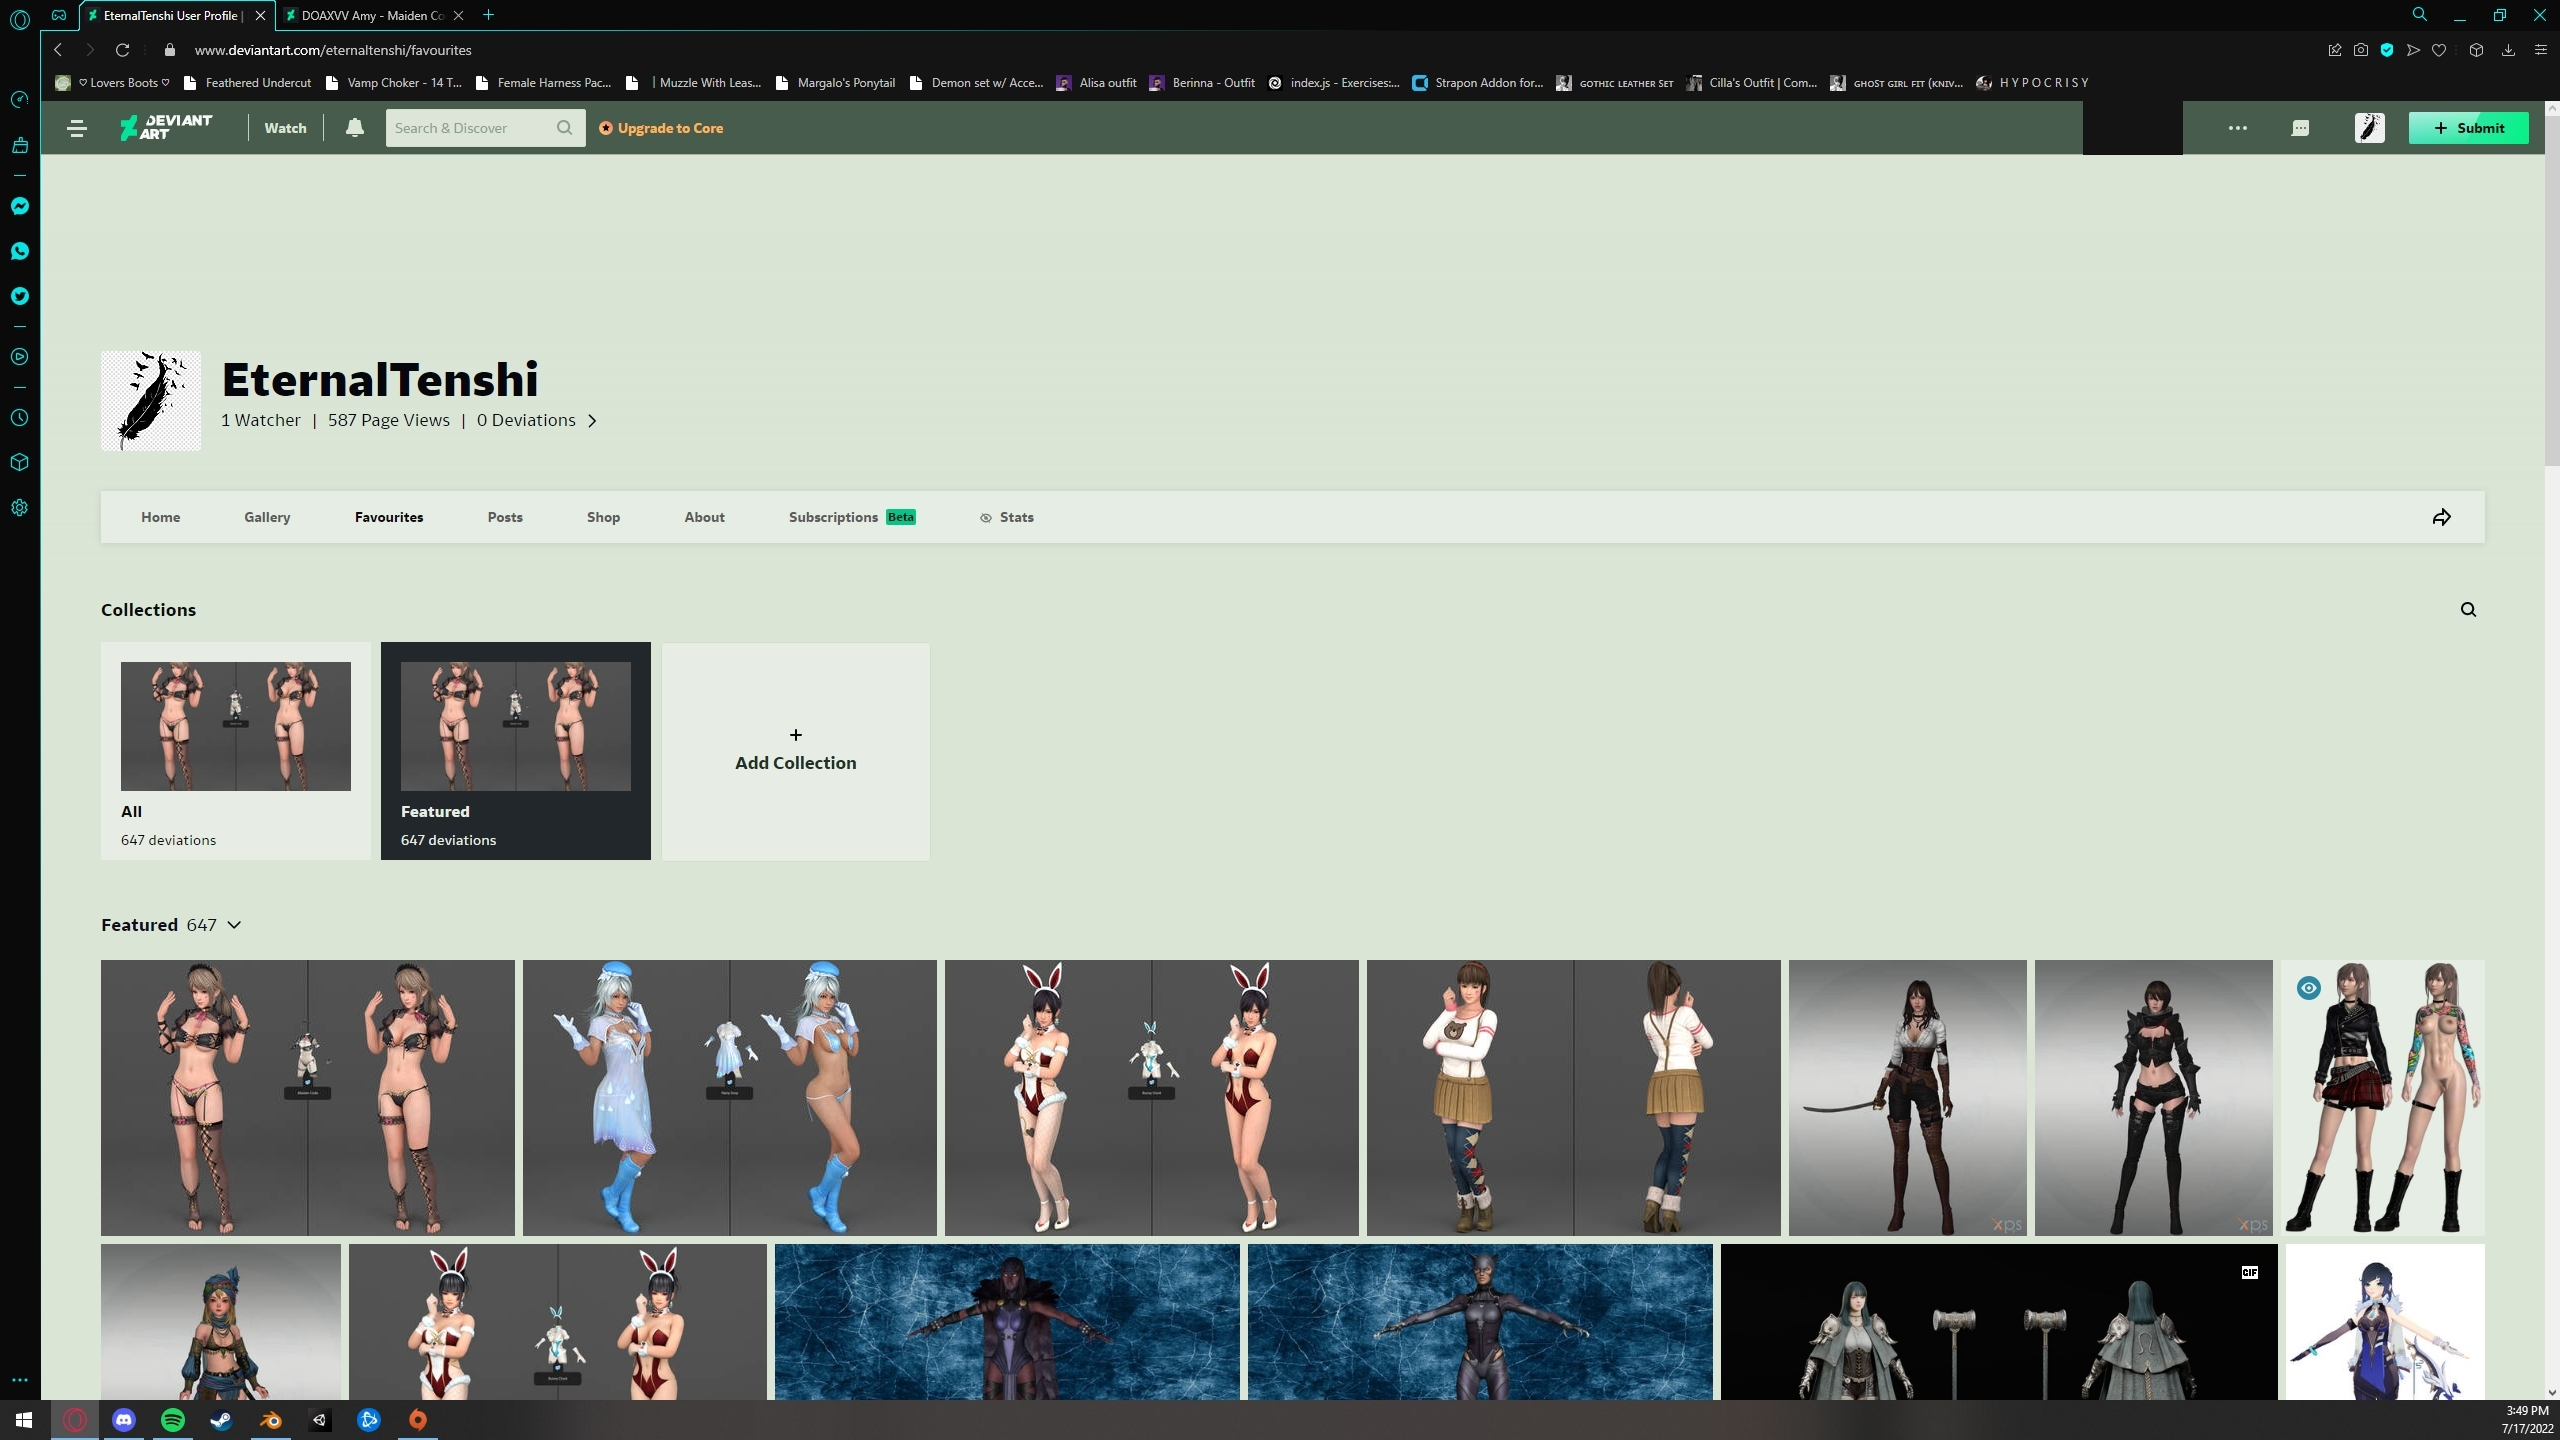 EternalTenshi User Profile |
DOAXVV Amy - Maiden Co
www.deviantart.com/eternaltenshi/favourites
♡ Lovers Boots ♡
Feathered Undercut
Vamp Choker - 14 T...
Female Harness Pac...
| Muzzle With Leas...
Margalo's Ponytail
Demon set w/ Acce...
Alisa outfit
Berinna - Outfit
index.js - Exercises:...
Strapon Addon for...
GOTHIC LEATHER SET
Cilla's Outfit | Com...
GHOST GIRL FIT (KNIV...
H Y P O C R I S Y
DEVIANT
ART
Watch
Search & Discover
Upgrade to Core
+ Submit
EternalTenshi
1 Watcher | 587 Page Views | 0 Deviations >
Home
Gallery
Favourites
Posts
Shop
About
Subscriptions Beta
Stats
Collections
All
647 deviations
Featured
647 deviations
+
Add Collection
Featured 647
xps
xps
GIF
3:49 PM
7/17/2022